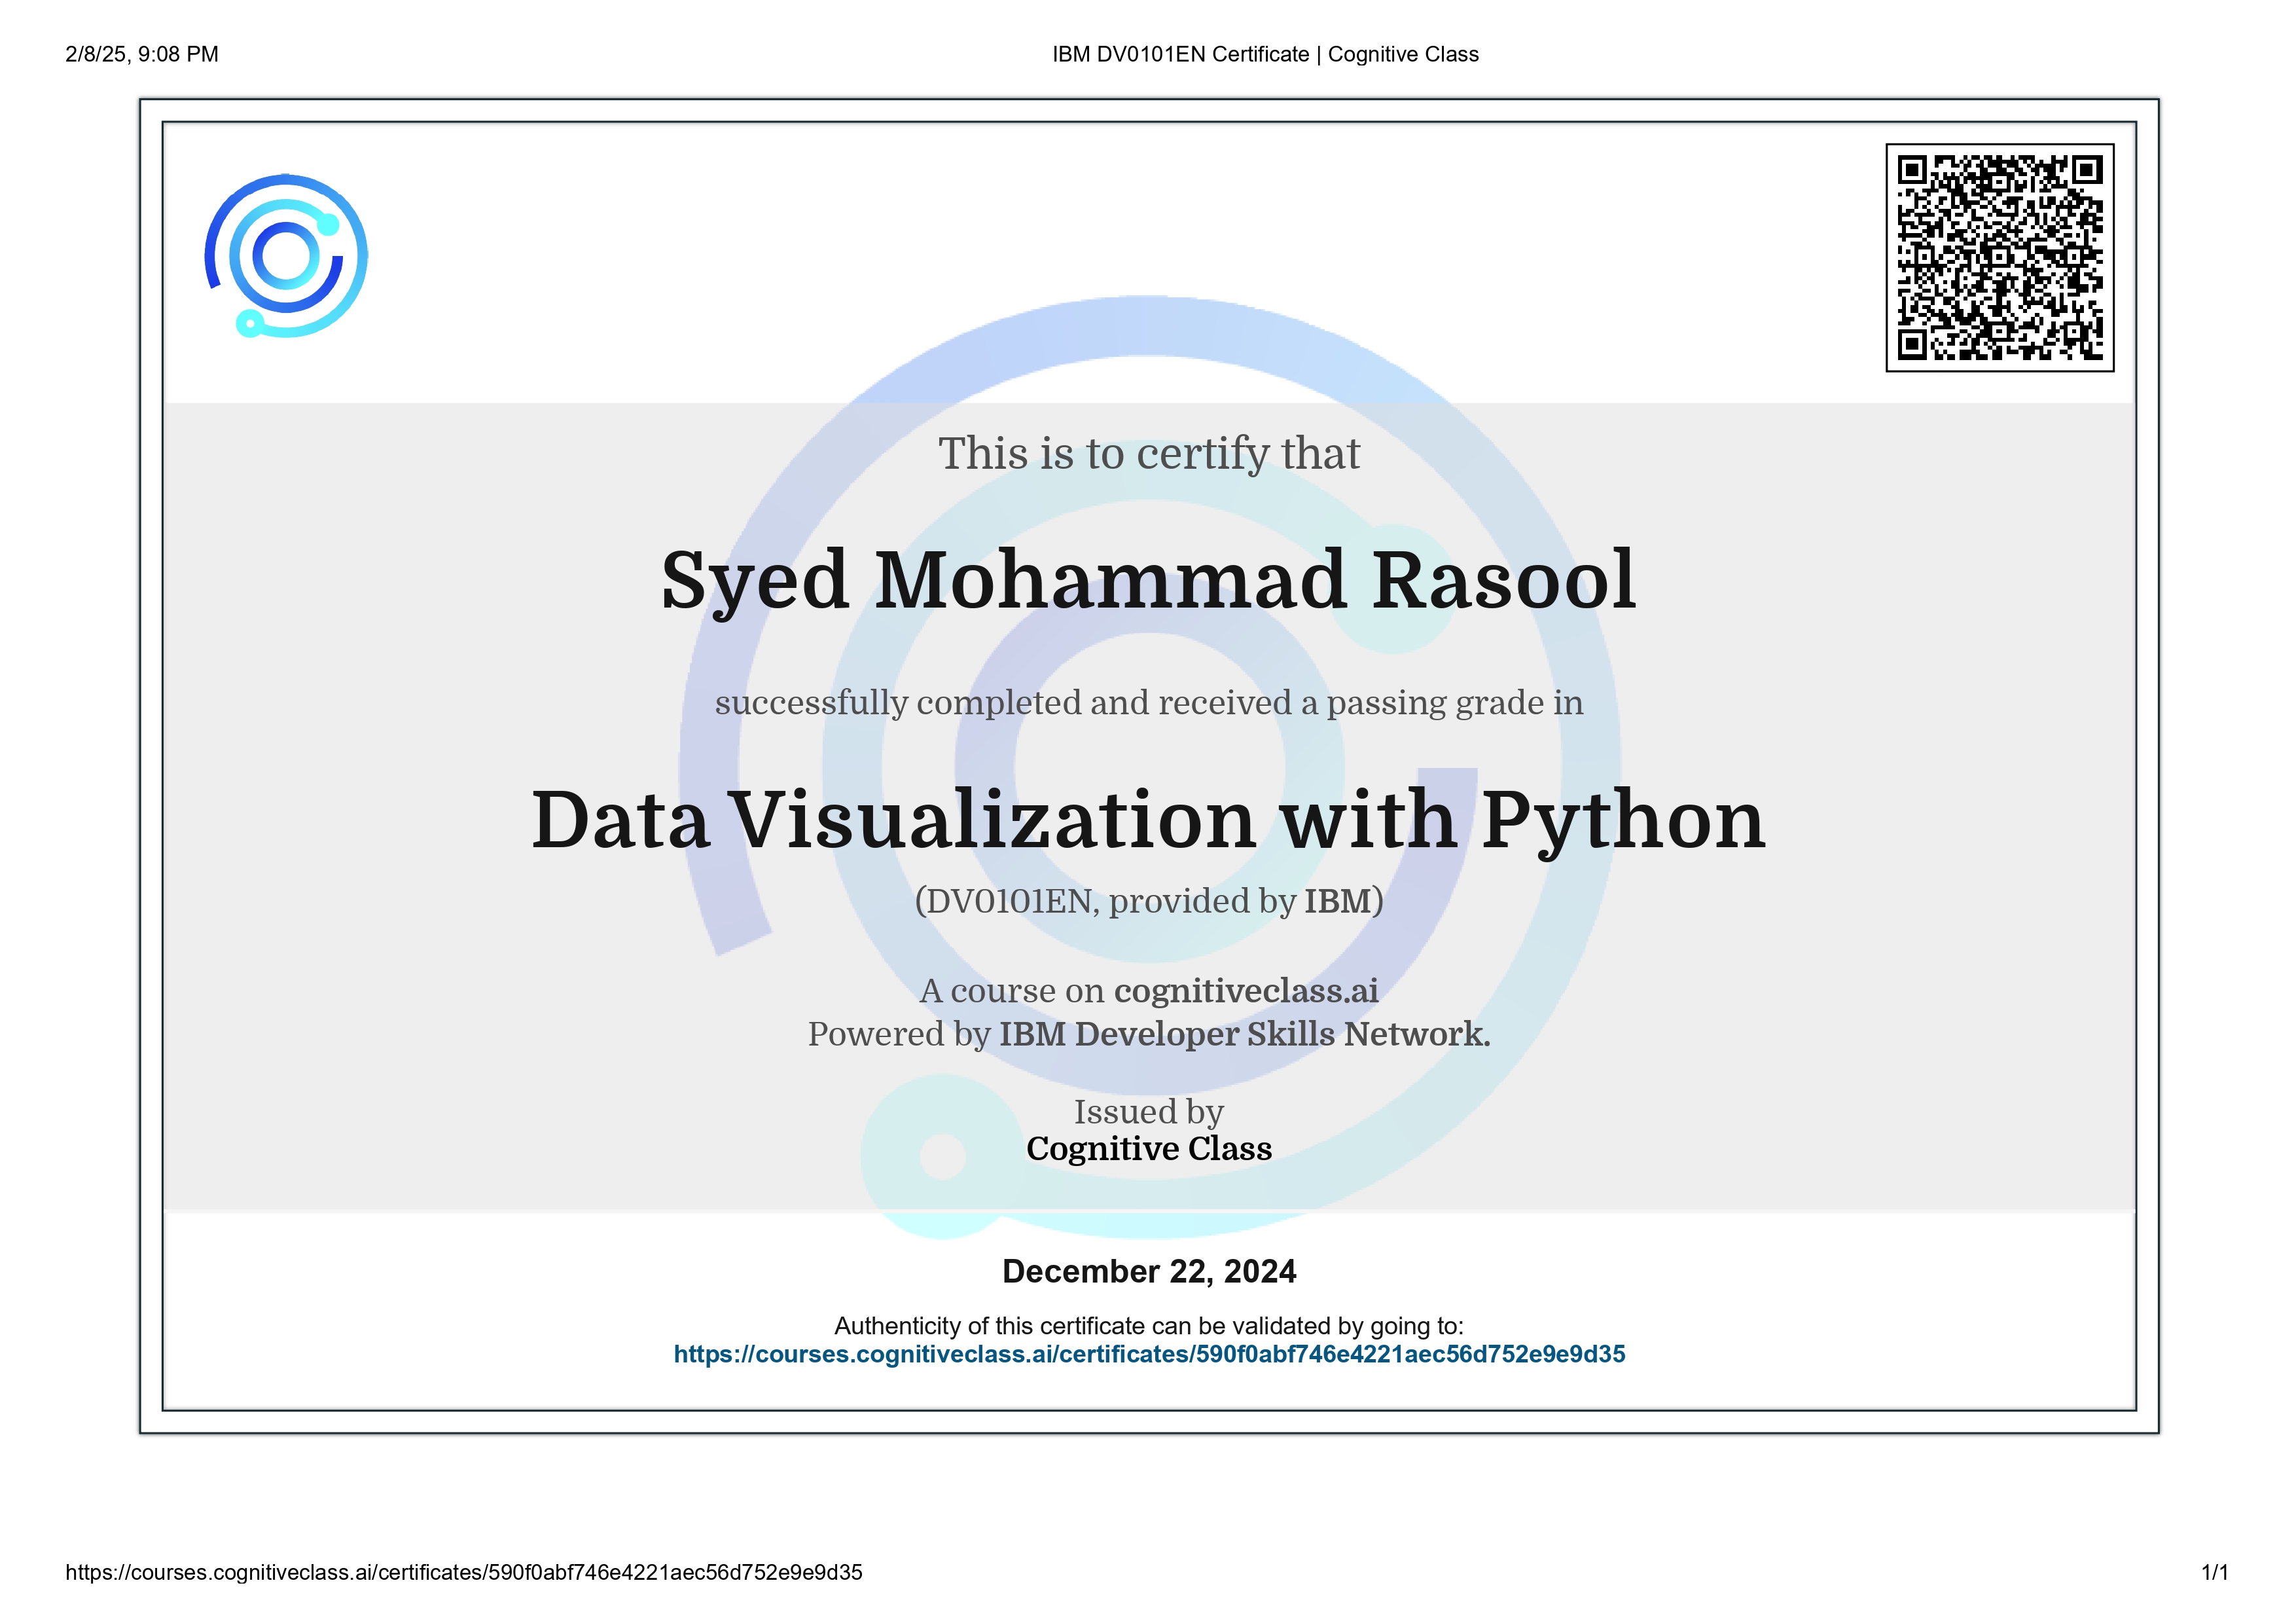 2/8/25, 9:08 PM
IBM DV0101EN Certificate | Cognitive Class
This is to certify that
Syed Mohammad Rasool
successfully completed and received a passing grade in
Data Visualization with Python
(DV0101EN, provided by IBM)
A course on cognitiveclass.ai
Powered by IBM Developer Skills Network.
Issued by
Cognitive Class
December 22, 2024
Authenticity of this certificate can be validated by going to:
https://courses.cognitiveclass.ai/certificates/590f0abf746e4221aec56d752e9e9d35
https://courses.cognitiveclass.ai/certificates/590f0abf746e4221aec56d752e9e9d35
1/1